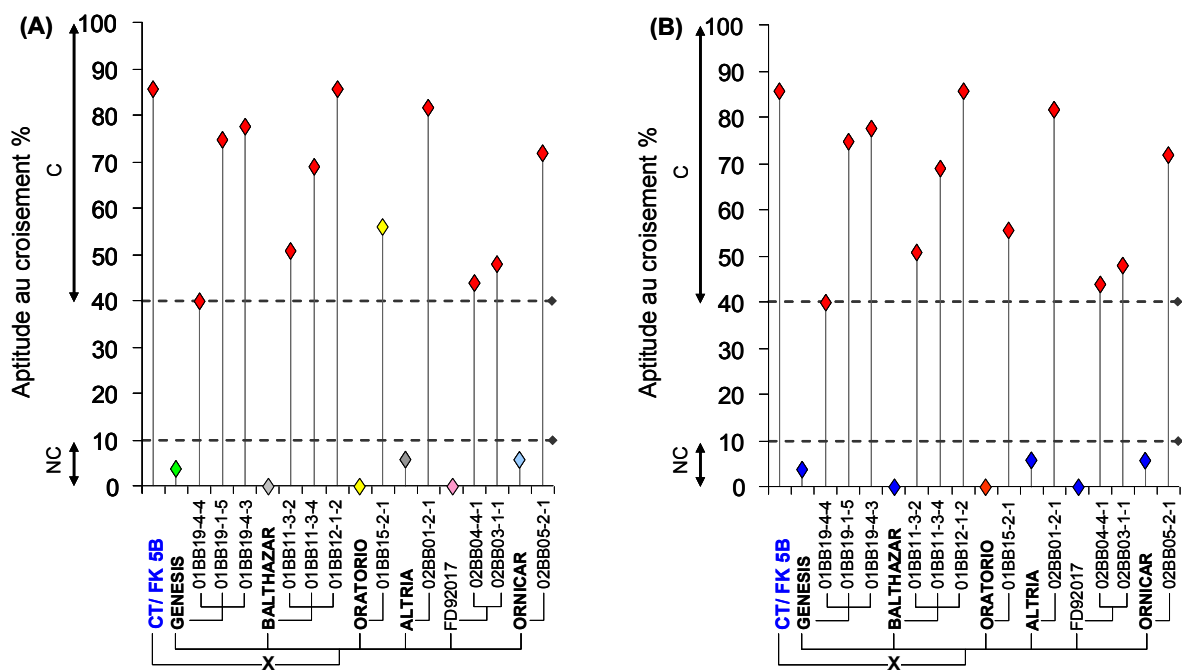 (A)
Aptitude au croisement %
C
NC
100
90
80
70
60
50
40
30
20
10
0
CT/ FK 5B
GENESIS
01BB19-4-4
01BB19-1-5
01BB19-4-3
BALTHAZAR
01BB11-3-2
01BB11-3-4
01BB12-1-2
ORATORIO
01BB15-2-1
ALTRIA
02BB01-2-1
FD92017
02BB04-4-1
02BB03-1-1
ORNICAR
02BB05-2-1
X
(B)
Aptitude au croisement %
C
NC
100
90
80
70
60
50
40
30
20
10
0
CT/ FK 5B
GENESIS
01BB19-4-4
01BB19-1-5
01BB19-4-3
BALTHAZAR
01BB11-3-2
01BB11-3-4
01BB12-1-2
ORATORIO
01BB15-2-1
ALTRIA
02BB01-2-1
FD92017
02BB04-4-1
02BB03-1-1
ORNICAR
02BB05-2-1
X